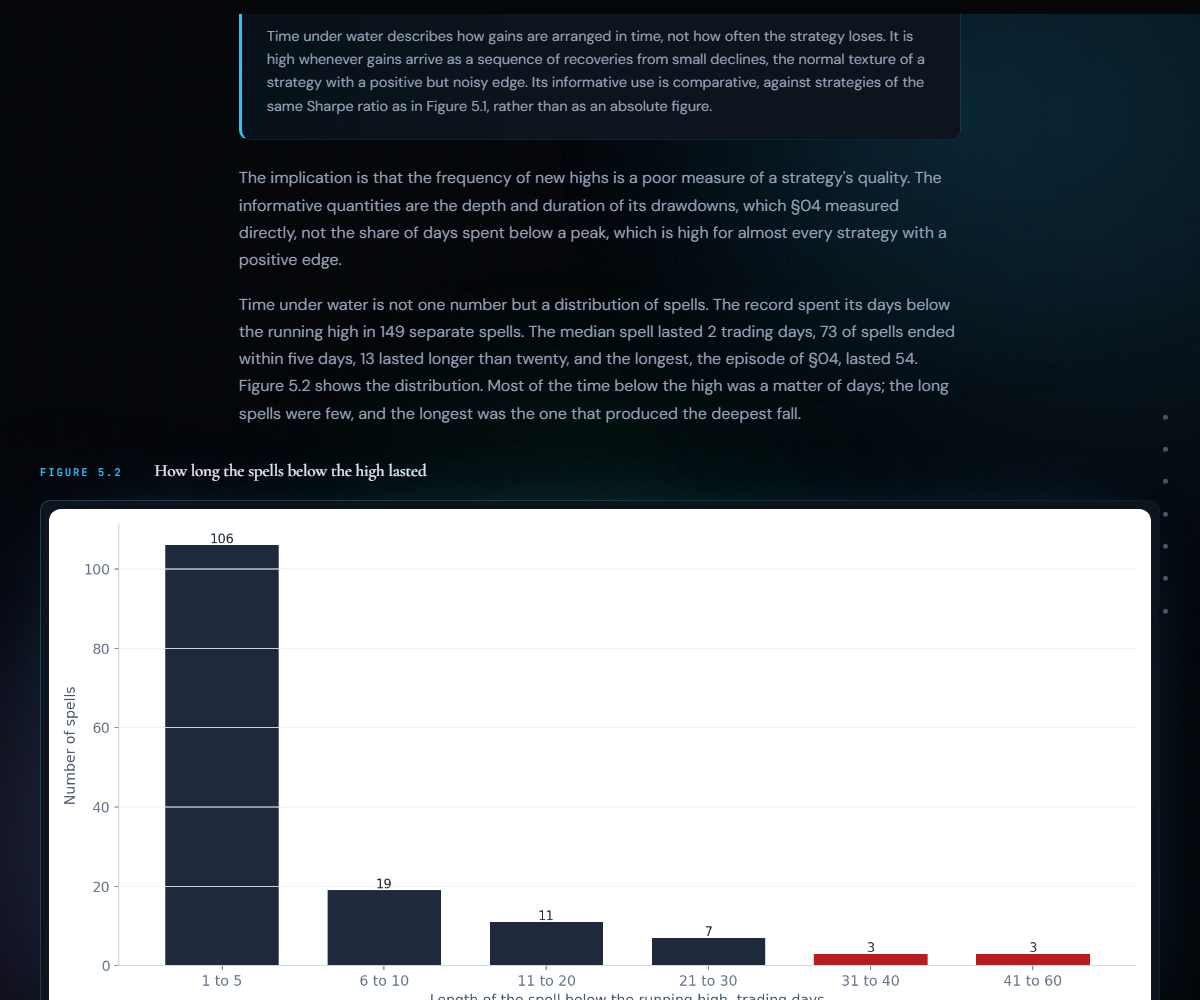 Time under water describes how gains are arranged in time, not how often the strategy loses. It is
high whenever gains arrive as a sequence of recoveries from small declines, the normal texture of a
strategy with a positive but noisy edge. Its informative use is comparative, against strategies of the
same Sharpe ratio as in Figure 5.1, rather than as an absolute figure.
The implication is that the frequency of new highs is a poor measure of a strategy's quality. The
informative quantities are the depth and duration of its drawdowns, which §04 measured
directly, not the share of days spent below a peak, which is high for almost every strategy with a
positive edge.
Time under water is not one number but a distribution of spells. The record spent its days below
the running high in 149 separate spells. The median spell lasted 2 trading days, 73 of spells ended
within five days, 13 lasted longer than twenty, and the longest, the episode of §04, lasted 54.
Figure 5.2 shows the distribution. Most of the time below the high was a matter of days; the long
spells were few, and the longest was the one that produced the deepest fall.
FIGURE 5.2 How long the spells below the high lasted
106
100
80
60
40
20
0
Number of spells
19
11
7
3
3
1 to 5
6 to 10
11 to 20
21 to 30
31 to 40
41 to 60
Length of the spell below the running high, trading days